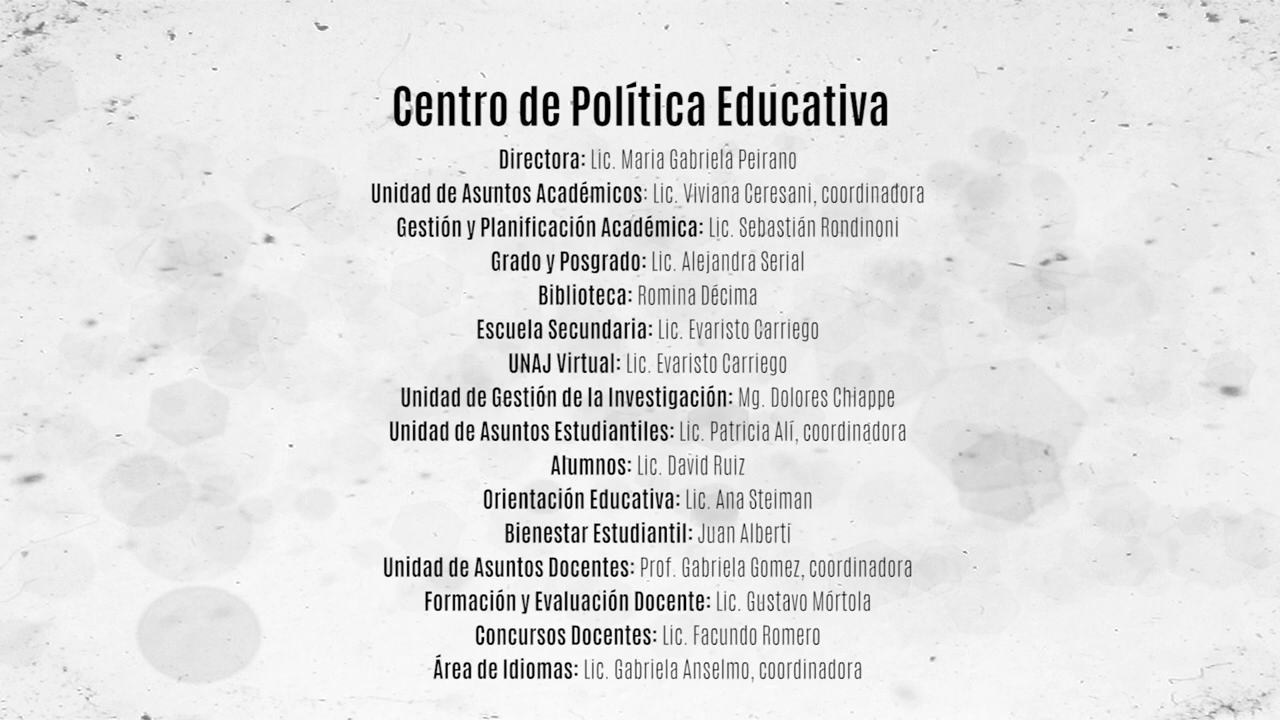 Centro de Política Educativa
Directora: Lic. Maria Gabriela Peirano
Unidad de Asuntos Académicos: Lic. Viviana Ceresani, coordinadora
Gestión y Planificación Académica: Lic. Sebastián Rondinoni
Grado y Posgrado: Lic. Alejandra Serial
Biblioteca: Romina Décima
Escuela Secundaria: Lic. Evaristo Carriego
UNAJ Virtual: Lic. Evaristo Carriego
Unidad de Gestión de la Investigación: Mg. Dolores Chiappe
Unidad de Asuntos Estudiantiles: Lic. Patricia Alí, coordinadora
Alumnos: Lic. David Ruiz
Orientación Educativa: Lic. Ana Steiman
Bienestar Estudiantil: Juan Alberti
Unidad de Asuntos Docentes: Prof. Gabriela Gomez, coordinadora
Formación y Evaluación Docente: Lic. Gustavo Mórtola
Concursos Docentes: Lic. Facundo Romero
Área de Idiomas: Lic. Gabriela Anselmo, coordinadora